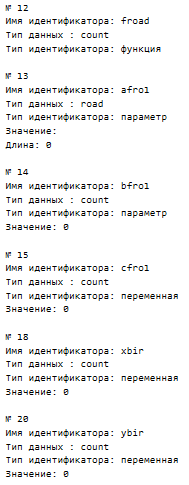 № 12
Имя идентификатора: froad
Тип данных : count
Тип идентификатора: функция
№ 13
Имя идентификатора: afro1
Тип данных : road
Тип идентификатора: параметр
Значение:
Длина: 0
№ 14
Имя идентификатора: bfro1
Тип данных : count
Тип идентификатора: параметр
Значение: 0
№ 15
Имя идентификатора: cfro1
Тип данных : count
Тип идентификатора: переменная
Значение: 0
№ 18
Имя идентификатора: xbir
Тип данных : count
Тип идентификатора: переменная
Значение: 0
№ 20
Имя идентификатора: ybir
Тип данных : count
Тип идентификатора: переменная
Значение: 0